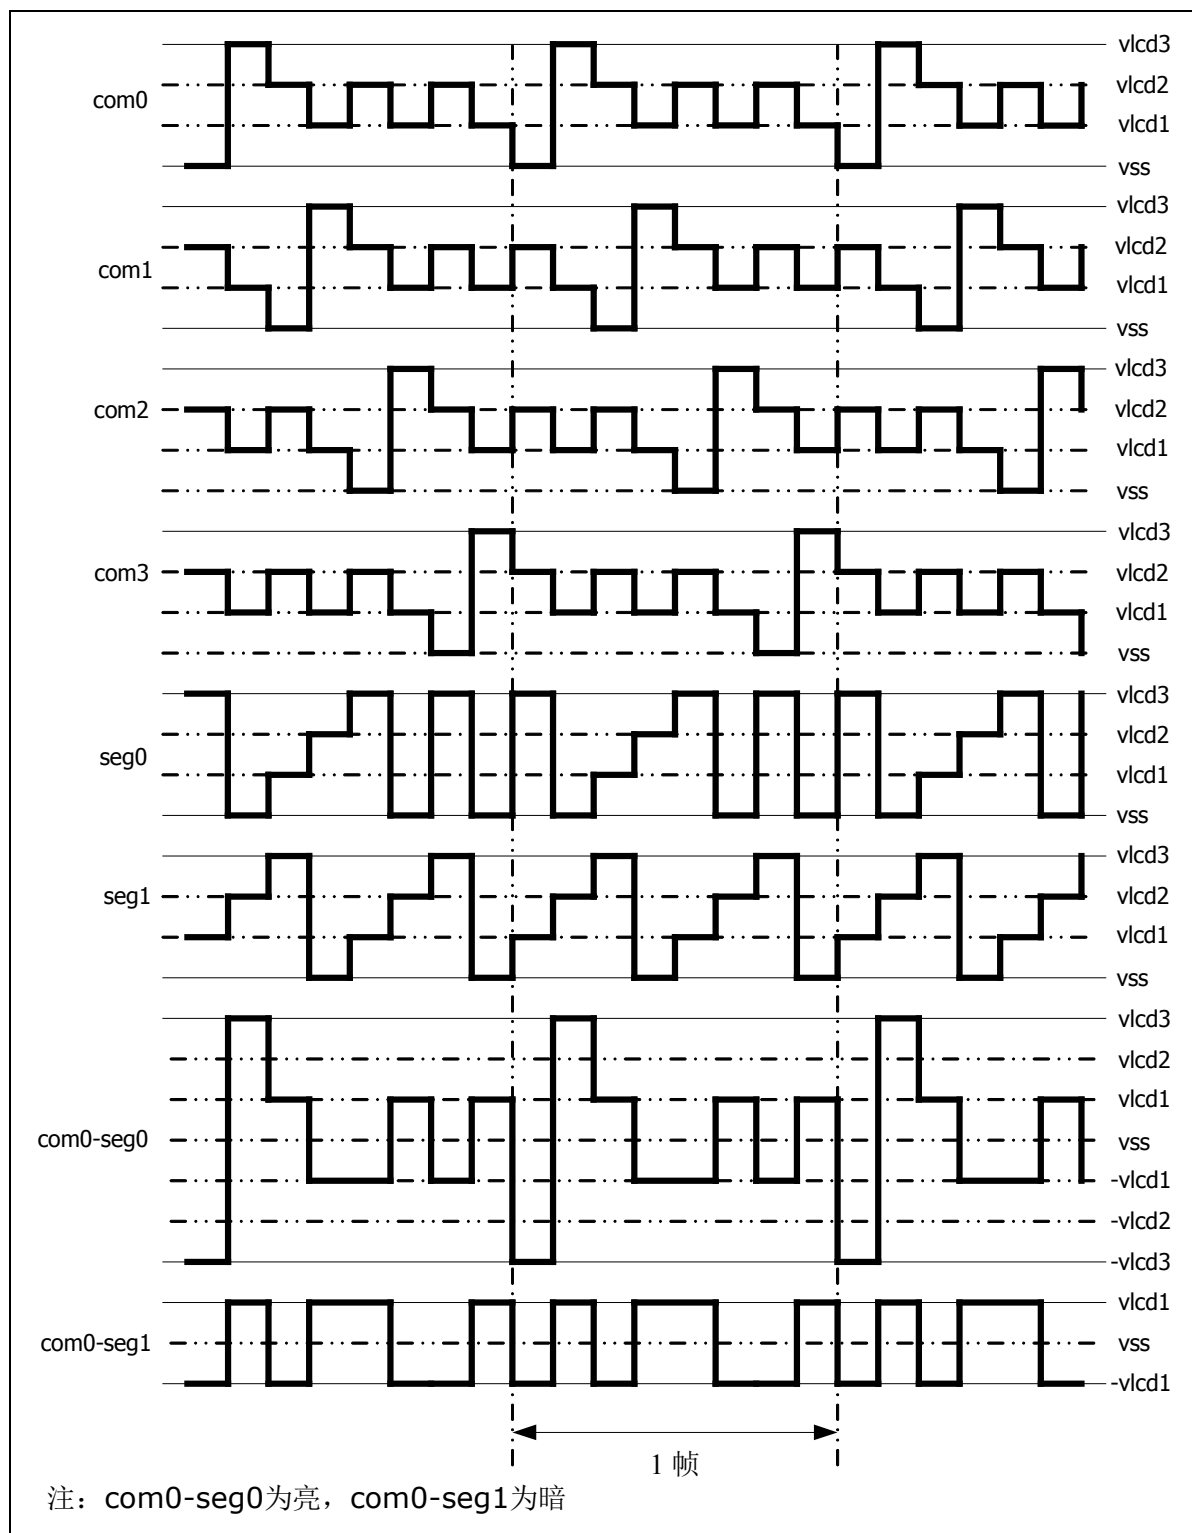 vlcd3
vlcd2
com0
vlcd1
vss
vlcd3
vlcd2
com1
vlcd1
vss
vlcd3
com2
vlcd2
vlcd1
vss
vlcd3
com3
vlcd2
vlcd1
vss
vlcd3
vlcd2
seg0
vlcd1
vss
vlcd3
seg1
vlcd2
vlcd1
vss
vlcd3
vlcd2
vlcd1
com0-seg0
vss
-vlcd1
-vlcd2
-vlcd3
vlcd1
com0-seg1
vss
-vlcd1
1 帧
注：com0-seg0为亮，com0-seg1为暗